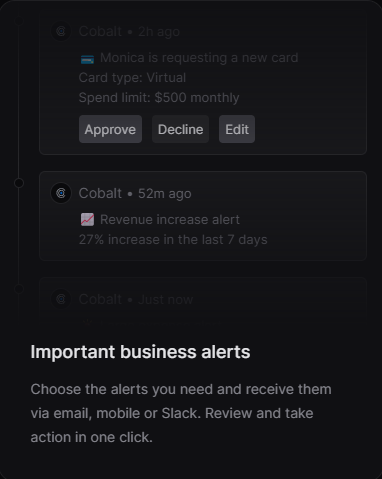 Cobalt • 2h ago
Monica is requesting a new card
Card type: Virtual
Spend limit: $500 monthly
Approve Decline Edit
Cobalt • 52m ago
Revenue increase alert
27% increase in the last 7 days
Cobalt • Just now
Important business alerts
Choose the alerts you need and receive them
via email, mobile or Slack. Review and take
action in one click.